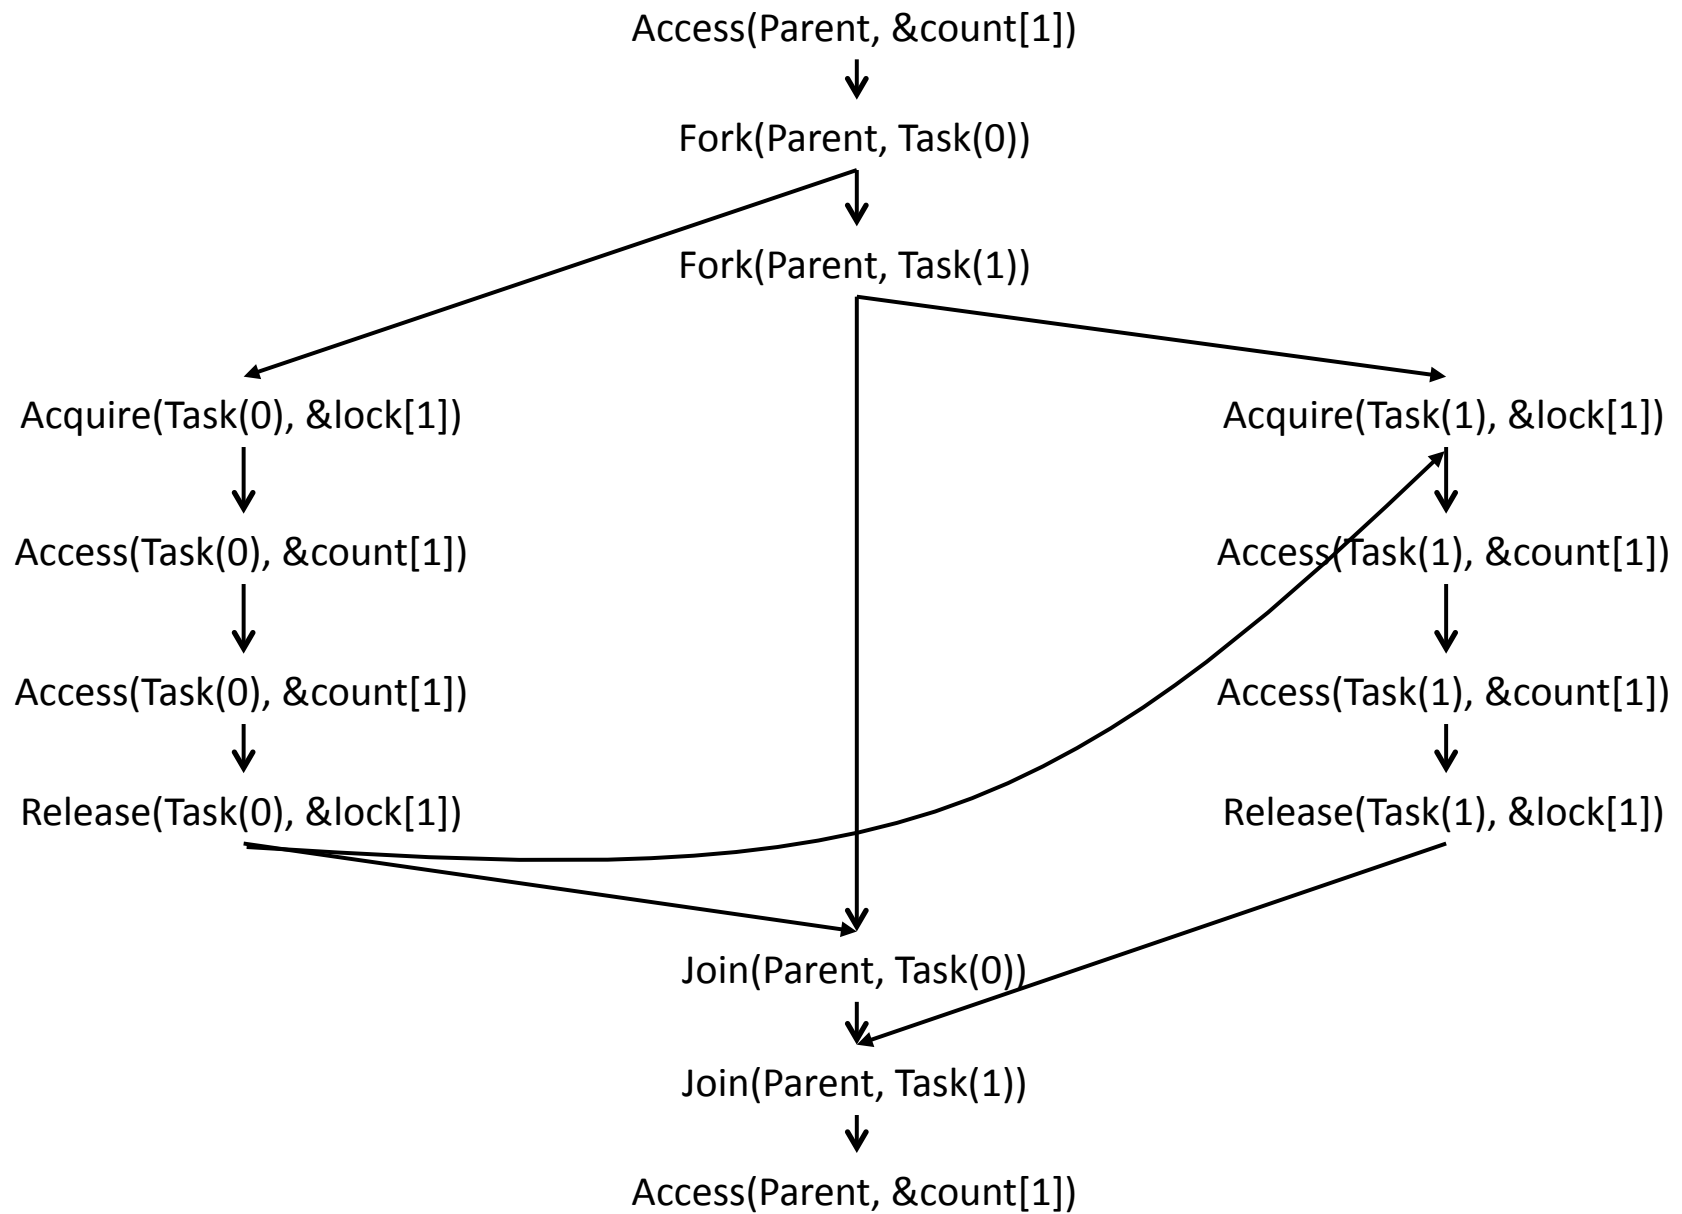 Access(Parent, &count[1])
Fork(Parent, Task(0))
Fork(Parent, Task(1))
Acquire(Task(0), &lock[1])
Acquire(Task(1), &lock[1])
Access(Task(0), &count[1])
Access(Task(1), &count[1])
Access(Task(0), &count[1])
Access(Task(1), &count[1])
Release(Task(0), &lock[1])
Release(Task(1), &lock[1])
Join(Parent, Task(0))
Join(Parent, Task(1))
Access(Parent, &count[1])